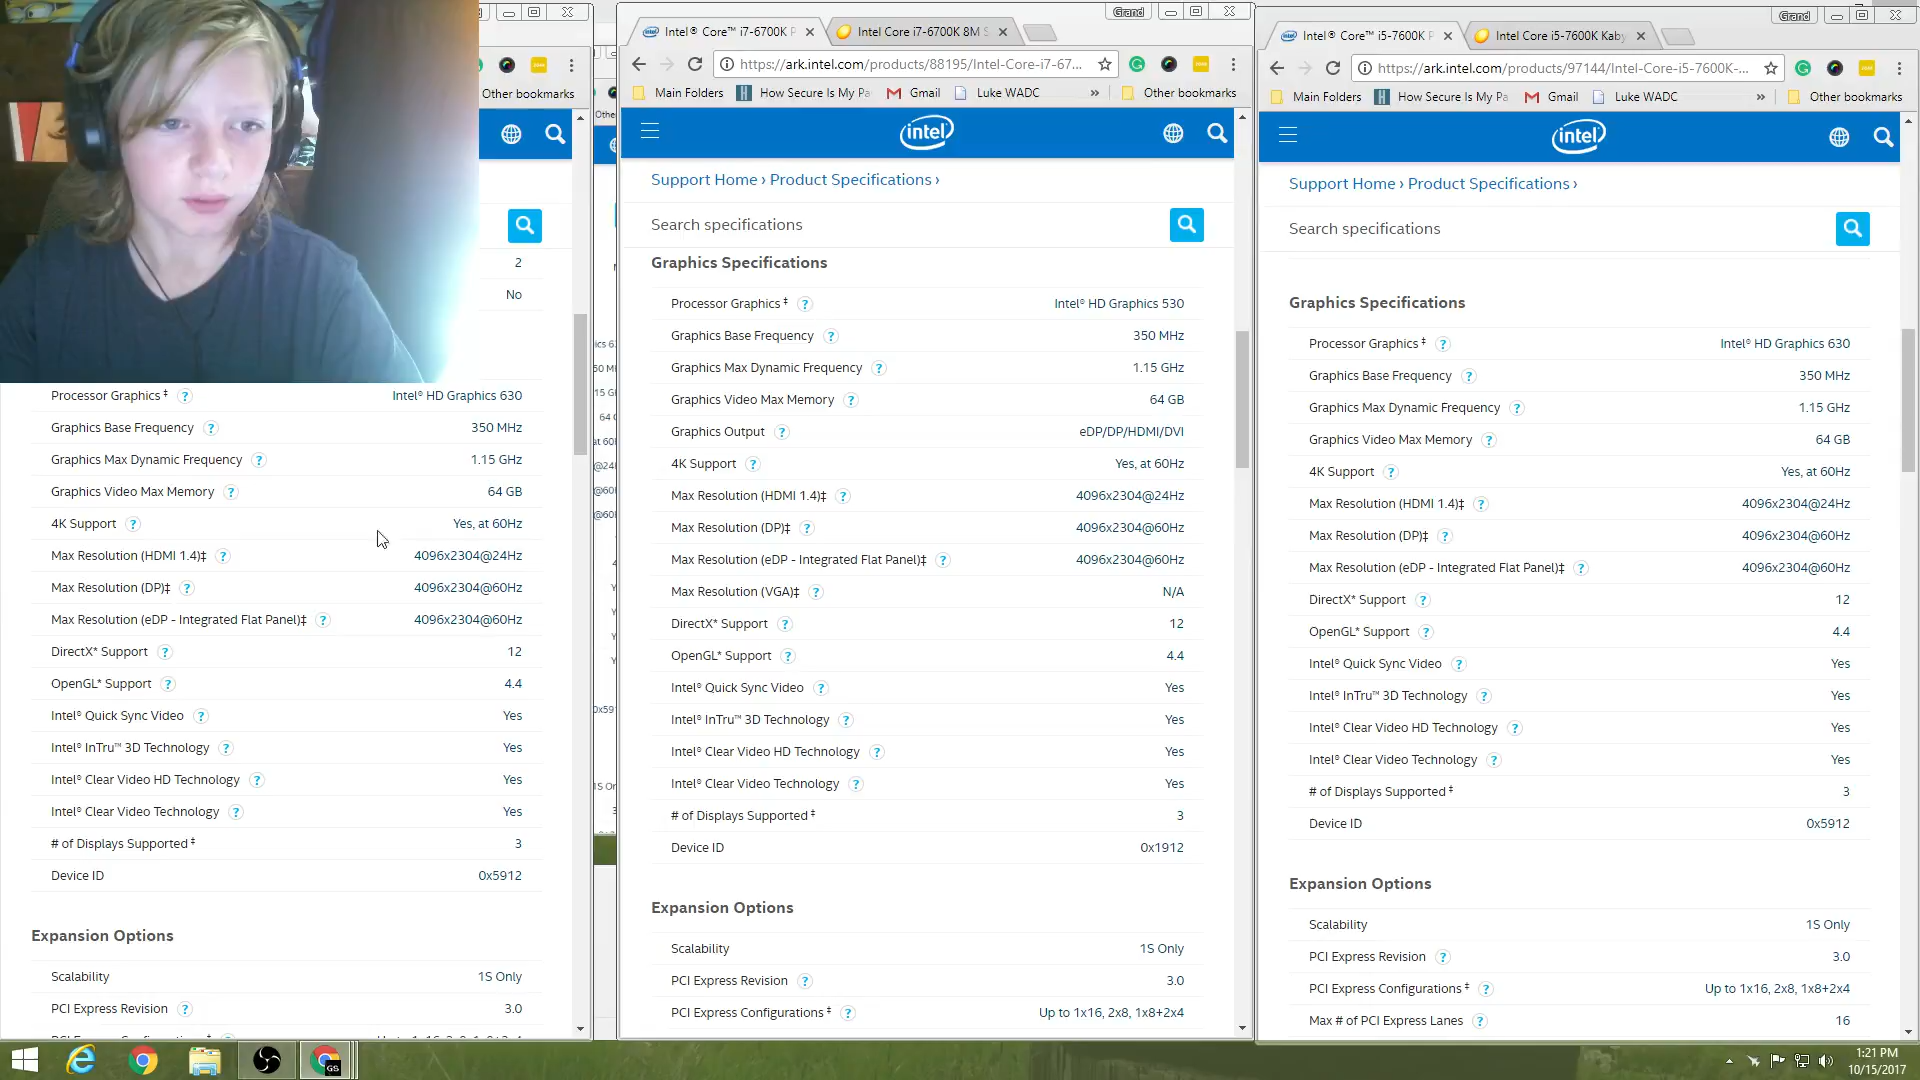 Other bookmarks
2
No
Processor Graphics ‡ ? Intel® HD Graphics 630
Graphics Base Frequency ? 350 MHz
Graphics Max Dynamic Frequency ? 1.15 GHz
Graphics Video Max Memory ? 64 GB
4K Support ? Yes, at 60Hz
Max Resolution (HDMI 1.4)‡ ? 4096x2304@24Hz
Max Resolution (DP)‡ ? 4096x2304@60Hz
Max Resolution (eDP - Integrated Flat Panel)‡ ? 4096x2304@60Hz
DirectX* Support ? 12
OpenGL* Support ? 4.4
Intel® Quick Sync Video ? Yes
Intel® InTru™ 3D Technology ? Yes
Intel® Clear Video HD Technology ? Yes
Intel® Clear Video Technology ? Yes
# of Displays Supported ‡ 3
Device ID 0x5912
Expansion Options
Scalability 1S Only
PCI Express Revision ? 3.0
Grand
Intel® Core™ i7-6700K P Intel Core i7-6700K 8M S
https://ark.intel.com/products/88195/Intel-Core-i7-67...
Main Folders How Secure Is My Pa Gmail Luke WADC » Other bookmarks
intel
Support Home › Product Specifications ›
Search specifications
Graphics Specifications
Processor Graphics ‡ ? Intel® HD Graphics 530
Graphics Base Frequency ? 350 MHz
Graphics Max Dynamic Frequency ? 1.15 GHz
Graphics Video Max Memory ? 64 GB
Graphics Output ? eDP/DP/HDMI/DVI
4K Support ? Yes, at 60Hz
Max Resolution (HDMI 1.4)‡ ? 4096x2304@24Hz
Max Resolution (DP)‡ ? 4096x2304@60Hz
Max Resolution (eDP - Integrated Flat Panel)‡ ? 4096x2304@60Hz
Max Resolution (VGA)‡ ? N/A
DirectX* Support ? 12
OpenGL* Support ? 4.4
Intel® Quick Sync Video ? Yes
Intel® InTru™ 3D Technology ? Yes
Intel® Clear Video HD Technology ? Yes
Intel® Clear Video Technology ? Yes
# of Displays Supported ‡ 3
Device ID 0x1912
Expansion Options
Scalability 1S Only
PCI Express Revision ? 3.0
PCI Express Configurations ‡ ? Up to 1x16, 2x8, 1x8+2x4
Grand
Intel® Core™ i5-7600K P Intel Core i5-7600K Kaby
https://ark.intel.com/products/97144/Intel-Core-i5-7600K-...
Main Folders How Secure Is My Pa Gmail Luke WADC » Other bookmarks
intel
Support Home › Product Specifications ›
Search specifications
Graphics Specifications
Processor Graphics ‡ ? Intel® HD Graphics 630
Graphics Base Frequency ? 350 MHz
Graphics Max Dynamic Frequency ? 1.15 GHz
Graphics Video Max Memory ? 64 GB
4K Support ? Yes, at 60Hz
Max Resolution (HDMI 1.4)‡ ? 4096x2304@24Hz
Max Resolution (DP)‡ ? 4096x2304@60Hz
Max Resolution (eDP - Integrated Flat Panel)‡ ? 4096x2304@60Hz
DirectX* Support ? 12
OpenGL* Support ? 4.4
Intel® Quick Sync Video ? Yes
Intel® InTru™ 3D Technology ? Yes
Intel® Clear Video HD Technology ? Yes
Intel® Clear Video Technology ? Yes
# of Displays Supported ‡ 3
Device ID 0x5912
Expansion Options
Scalability 1S Only
PCI Express Revision ? 3.0
PCI Express Configurations ‡ ? Up to 1x16, 2x8, 1x8+2x4
Max # of PCI Express Lanes ? 16
GS
1:21 PM
10/15/2017